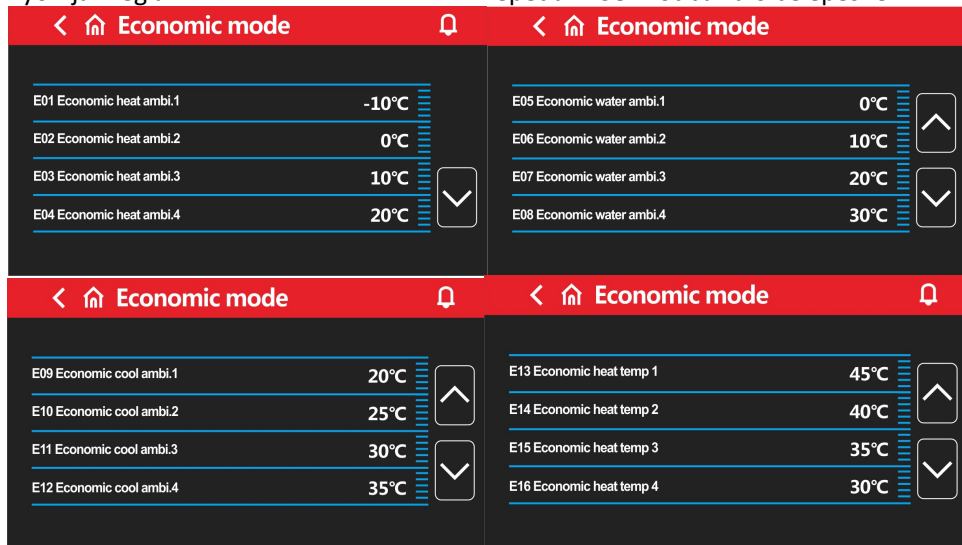 Economic mode
E01 Economic heat ambi.1 -10℃
E02 Economic heat ambi.2 0℃
E03 Economic heat ambi.3 10℃
E04 Economic heat ambi.4 20℃
Economic mode
E05 Economic water ambi.1 0℃
E06 Economic water ambi.2 10℃
E07 Economic water ambi.3 20℃
E08 Economic water ambi.4 30℃
Economic mode
E09 Economic cool ambi.1 20℃
E10 Economic cool ambi.2 25℃
E11 Economic cool ambi.3 30℃
E12 Economic cool ambi.4 35℃
Economic mode
E13 Economic heat temp 1 45℃
E14 Economic heat temp 2 40℃
E15 Economic heat temp 3 35℃
E16 Economic heat temp 4 30℃